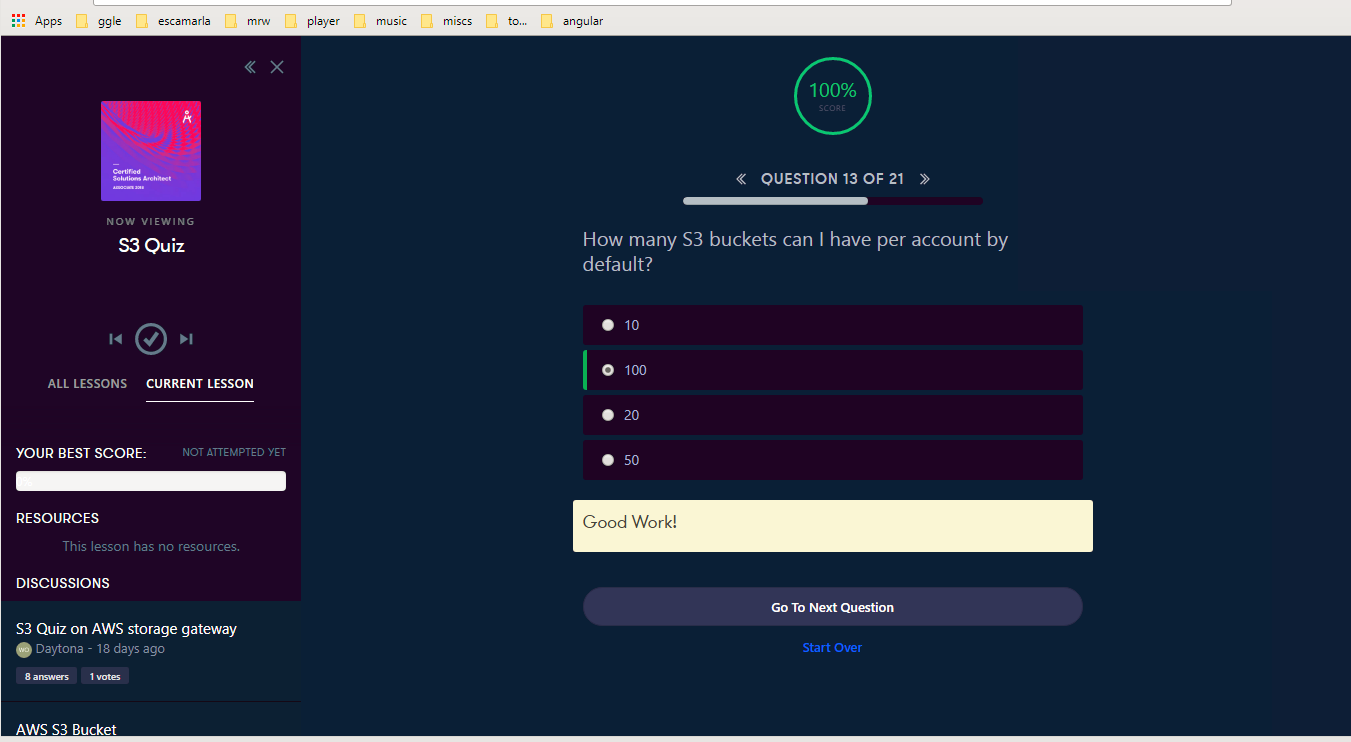 Apps ggle escamarla mrw player music miscs to... angular
Certified
Solutions Architect
ASSOCIATE 2018
NOW VIEWING
S3 Quiz
ALL LESSONS CURRENT LESSON
YOUR BEST SCORE: NOT ATTEMPTED YET
RESOURCES
This lesson has no resources.
DISCUSSIONS
S3 Quiz on AWS storage gateway
WO Daytona - 18 days ago
8 answers 1 votes
AWS S3 Bucket
100%
SCORE
QUESTION 13 OF 21
How many S3 buckets can I have per account by
default?
10
100
20
50
Good Work!
Go To Next Question
Start Over